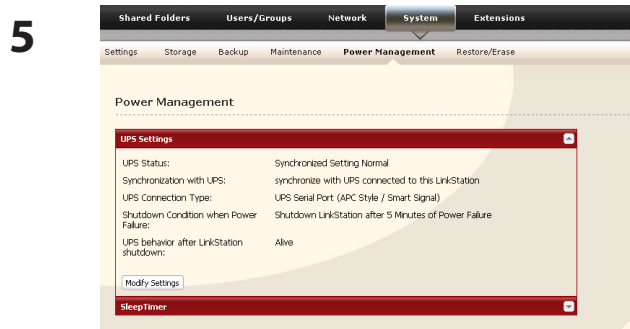 5
Shared Folders Users/Groups Network System Extensions
Settings Storage Backup Maintenance Power Management Restore/Erase
Power Management
UPS Settings
UPS Status: Synchronized Setting Normal
Synchronization with UPS: synchronize with UPS connected to this LinkStation
UPS Connection Type: UPS Serial Port (APC Style / Smart Signal)
Shutdown Condition when Power Failure: Shutdown LinkStation after 5 Minutes of Power Failure
UPS behavior after LinkStation shutdown: Alive
Modify Settings
SleepTimer